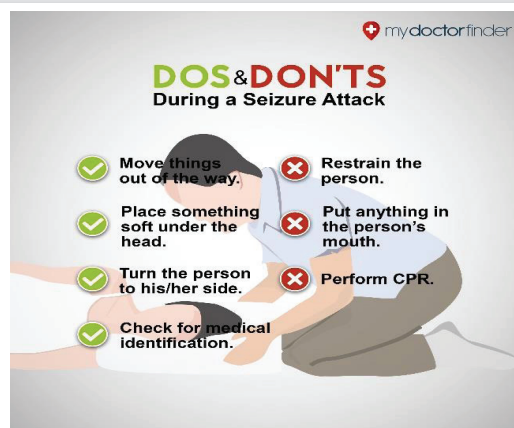 mydoctorfinder
DOS & DON'TS
During a Seizure Attack
Move things
out of the way.
Place something
soft under the
head.
Turn the person
to his/her side.
Check for medical
identification.
Restrain the
person.
Put anything in
the person's
mouth.
Perform CPR.